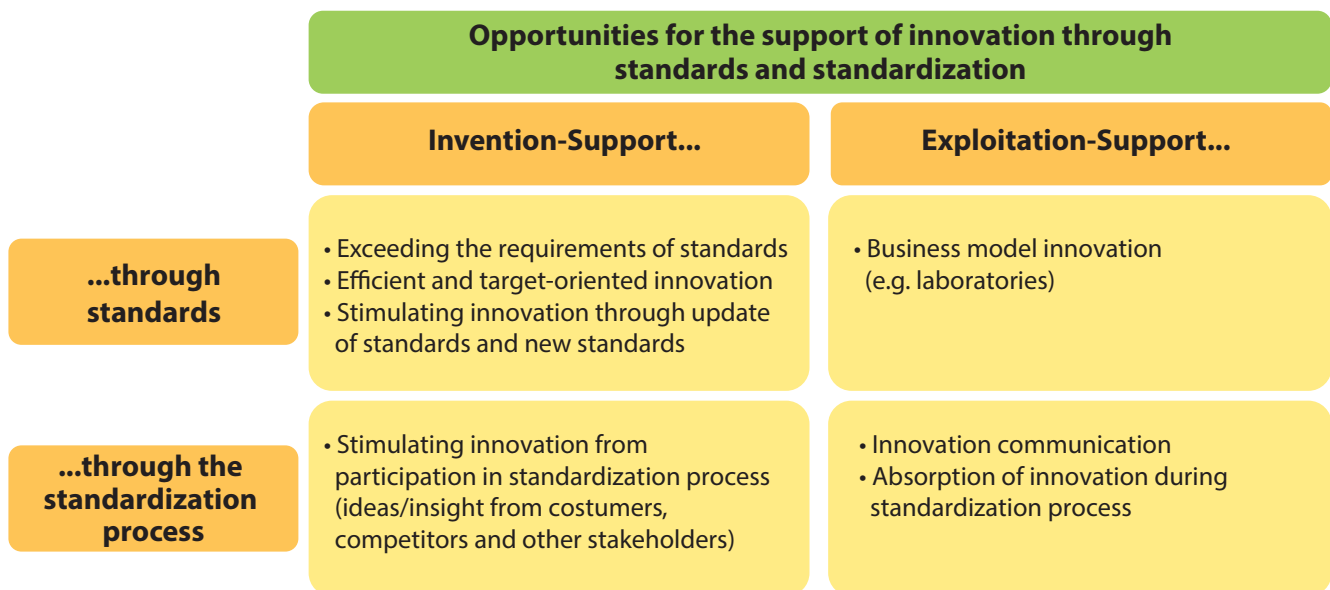 Opportunities for the support of innovation through
standards and standardization
Invention-Support...
Exploitation-Support...
...through
standards
• Exceeding the requirements of standards
• Efficient and target-oriented innovation
• Stimulating innovation through update
of standards and new standards
• Business model innovation
(e.g. laboratories)
...through the
standardization
process
• Stimulating innovation from
participation in standardization process
(ideas/insight from costumers,
competitors and other stakeholders)
• Innovation communication
• Absorption of innovation during
standardization process